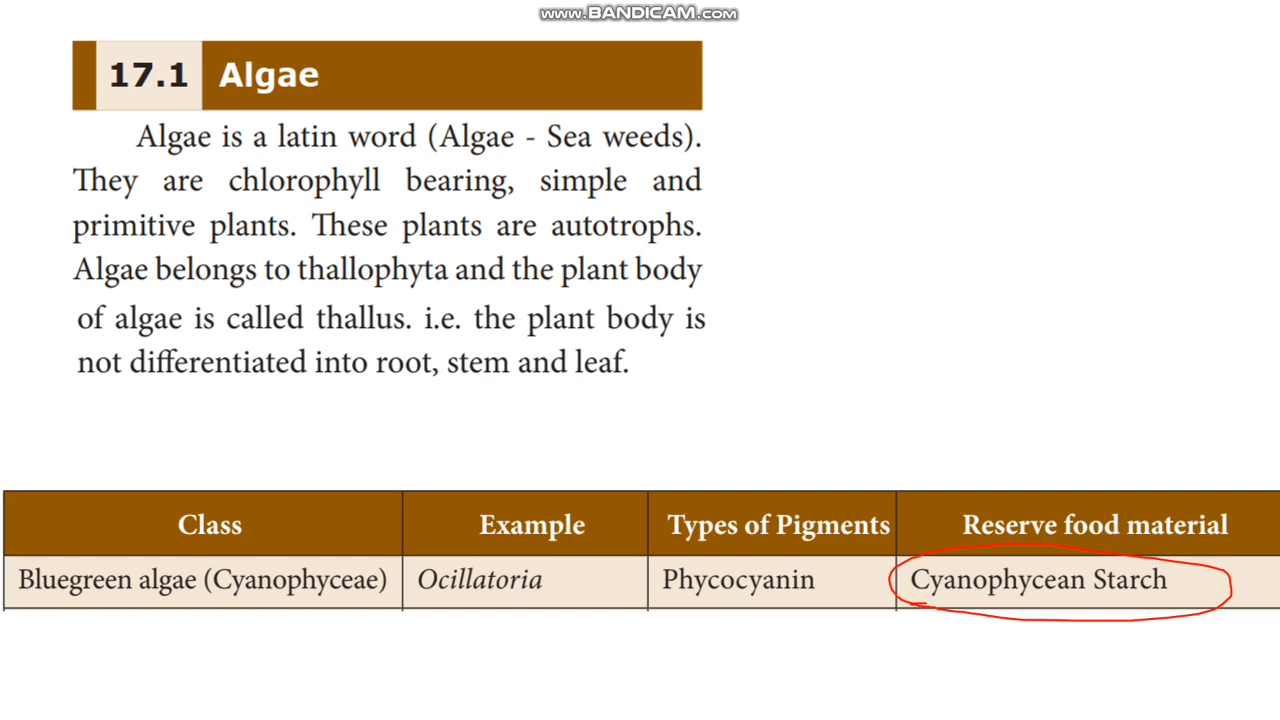 www.BANDICAM.com
17.1 Algae
Algae is a latin word (Algae - Sea weeds).
They are chlorophyll bearing, simple and
primitive plants. These plants are autotrophs.
Algae belongs to thallophyta and the plant body
of algae is called thallus. i.e. the plant body is
not differentiated into root, stem and leaf.
Class Example Types of Pigments Reserve food material
Bluegreen algae (Cyanophyceae) Ocillatoria Phycocyanin Cyanophycean Starch